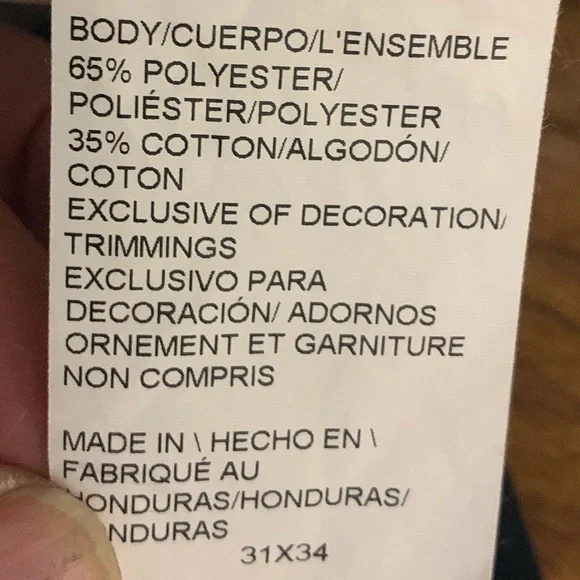 BODY/CUERPO/L'ENSEMBLE
65% POLYESTER/
POLIÉSTER/POLYESTER
35% COTTON/ALGODÓN/
COTON
EXCLUSIVE OF DECORATION/
TRIMMINGS
EXCLUSIVO PARA
DECORACIÓN/ ADORNOS
ORNEMENT ET GARNITURE
NON COMPRIS
MADE IN \ HECHO EN \
FABRIQUÉ AU
HONDURAS/HONDURAS/
NDURAS
31X34